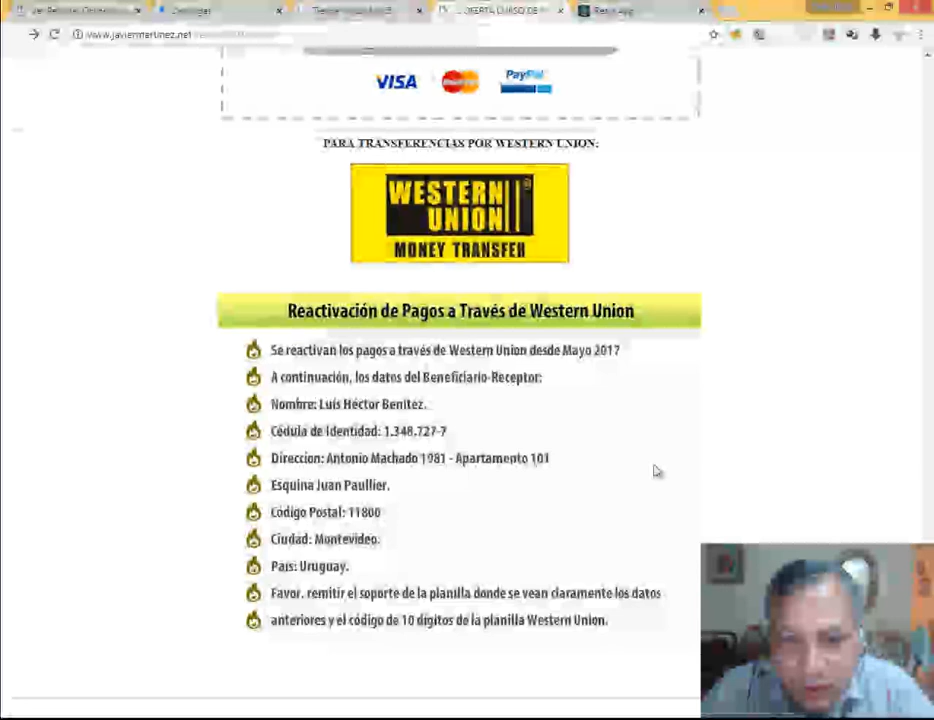 www.javiermertinez.net
VISA
PayPal
PARA TRANSFERENCIAS POR WESTERN UNION:
WESTERN
UNION
®
MONEY TRANSFER
Reactivación de Pagos a Través de Western Union
Se reactivan los pagos a través de Western Union desde Mayo 2017
A continuación, los datos del Beneficiario-Receptor:
Nombre: Luis Héctor Benitez.
Cédula de Identidad: 1.348.727-7
Direccion: Antonio Machado 1981 - Apartamento 101
Esquina Juan Paullier.
Código Postal: 11800
Ciudad: Montevideo.
Pais: Uruguay.
Favor. remitir el soporte de la planilla donde se vean claramente los datos
anteriores y el código de 10 digitos de la planilla Western Union.